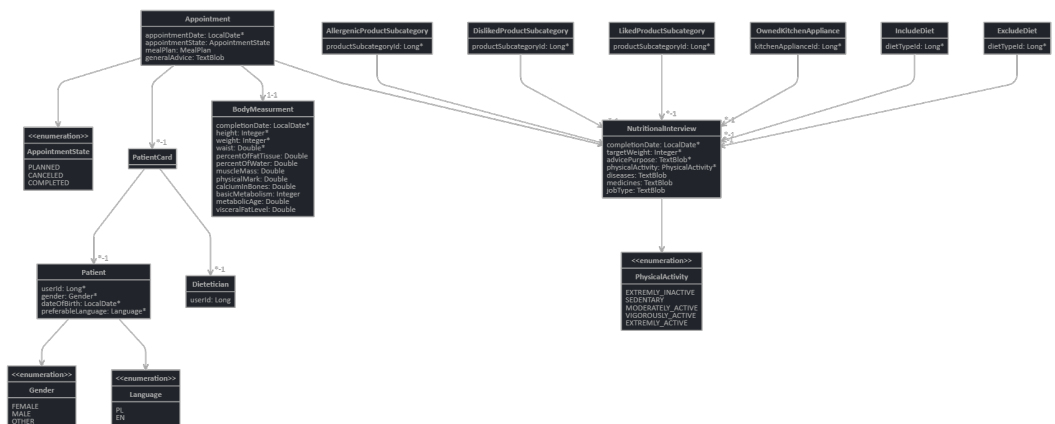 Appointment
appointmentDate: LocalDate*
appointmentState: AppointmentState
mealPlan: MealPlan
generalAdvice: TextBlob
AllergenicProductSubcategory
productSubcategoryId: Long*
DislikedProductSubcategory
productSubcategoryId: Long*
LikedProductSubcategory
productSubcategoryId: Long*
OwnedKitchenAppliance
kitchenApplianceId: Long*
IncludeDiet
dietTypeId: Long*
ExcludeDiet
dietTypeId: Long*
1-1
*-1
*-1
*-1
*-1
<<enumeration>>
AppointmentState
PLANNED
CANCELED
COMPLETED
*-1
PatientCard
BodyMeasurment
completionDate: LocalDate*
height: Integer*
weight: Integer*
waist: Double*
percentOfFatTissue: Double
percentOfWater: Double
muscleMass: Double
physicalMark: Double
calciumInBones: Double
basicMetabolism: Integer
metabolicAge: Double
visceralFatLevel: Double
NutritionalInterview
completionDate: LocalDate*
targetWeight: Integer*
advicePurpose: TextBlob*
physicalActivity: PhysicalActivity*
diseases: TextBlob
medicines: TextBlob
jobType: TextBlob
*-1
*-1
Patient
userId: Long*
gender: Gender*
dateOfBirth: LocalDate*
preferableLanguage: Language*
Dietetician
userId: Long
<<enumeration>>
PhysicalActivity
EXTREMLY_INACTIVE
SEDENTARY
MODERATELY_ACTIVE
VIGOROUSLY_ACTIVE
EXTREMLY_ACTIVE
<<enumeration>>
Gender
FEMALE
MALE
OTHER
<<enumeration>>
Language
PL
EN